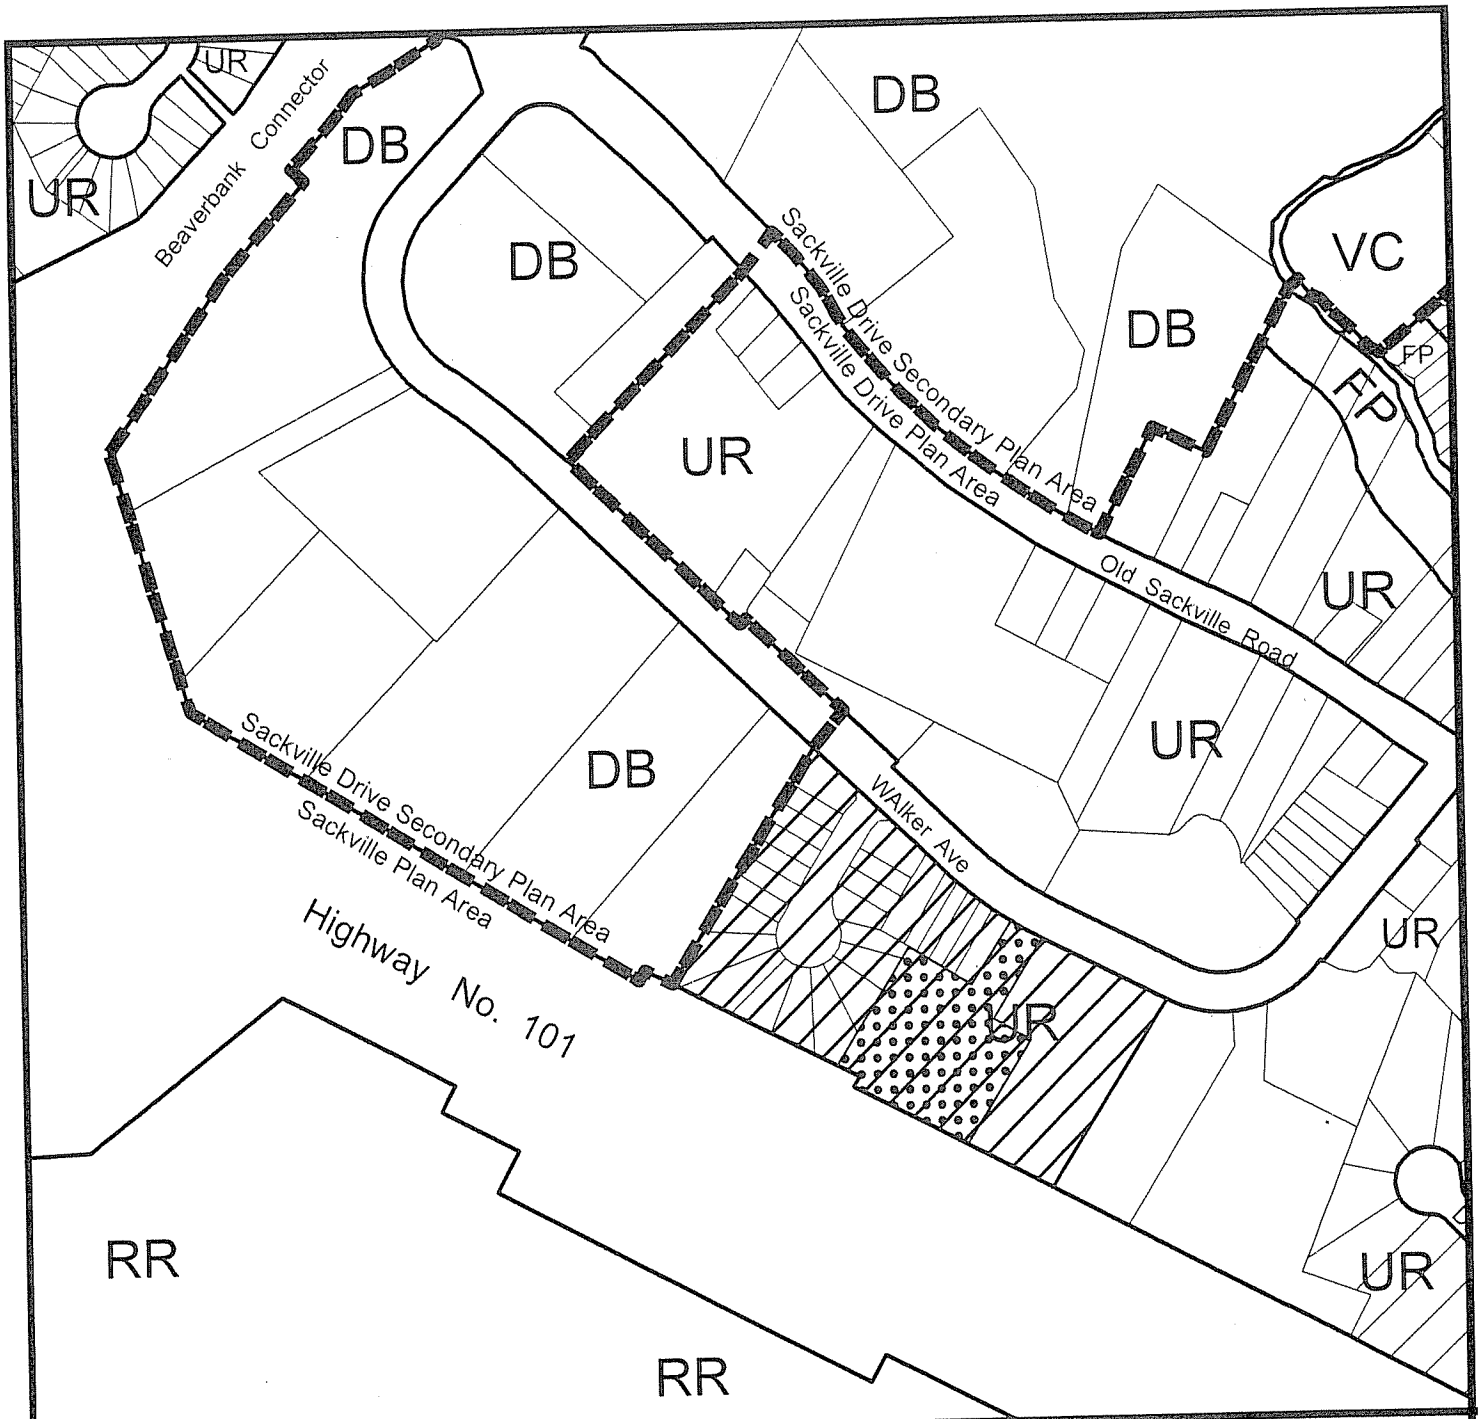 UR
DB
DB
Beaverbank Connector
UR
DB
VC
Sackville Drive Secondary Plan Area
Sackville Drive Plan Area
DB
FP
FP
UR
Old Sackville Road
UR
UR
DB
Sackville Drive Secondary Plan Area
Sackville Plan Area
WAlker Ave
Highway No. 101
UR
UR
RR
UR
RR